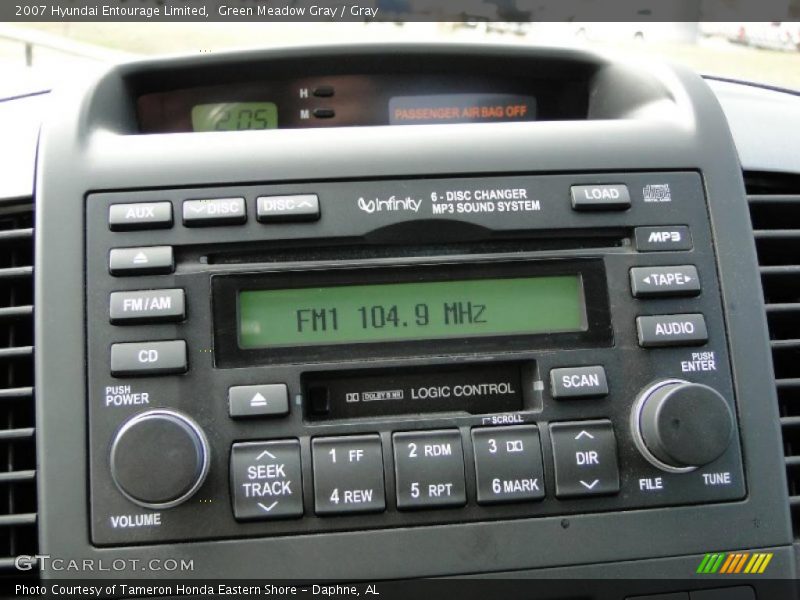 2007 Hyundai Entourage Limited,  Green Meadow Gray / Gray
2:05
H
M
PASSENGER AIR BAG OFF
AUX
DISC
DISC
Infinity
6 - DISC CHANGER
MP3 SOUND SYSTEM
LOAD
MP3
FM/AM
TAPE
CD
FM1 104.9 MHz
AUDIO
PUSH
POWER
PUSH
ENTER
DOLBY B NR
LOGIC CONTROL
SCAN
SCROLL
SEEK
TRACK
1 FF
4 REW
2 RDM
5 RPT
3
6 MARK
DIR
VOLUME
FILE
TUNE
GTCARLOT.COM
Photo Courtesy of Tameron Honda Eastern Shore - Daphne, AL